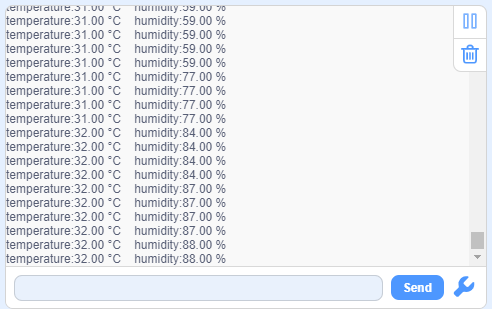 temperature:31.00 °C humidity:59.00 %
temperature:31.00 °C humidity:59.00 %
temperature:31.00 °C humidity:59.00 %
temperature:31.00 °C humidity:59.00 %
temperature:31.00 °C humidity:59.00 %
temperature:31.00 °C humidity:77.00 %
temperature:31.00 °C humidity:77.00 %
temperature:31.00 °C humidity:77.00 %
temperature:31.00 °C humidity:77.00 %
temperature:32.00 °C humidity:84.00 %
temperature:32.00 °C humidity:84.00 %
temperature:32.00 °C humidity:84.00 %
temperature:32.00 °C humidity:84.00 %
temperature:32.00 °C humidity:87.00 %
temperature:32.00 °C humidity:87.00 %
temperature:32.00 °C humidity:87.00 %
temperature:32.00 °C humidity:87.00 %
temperature:32.00 °C humidity:88.00 %
temperature:32.00 °C humidity:88.00 %
Send